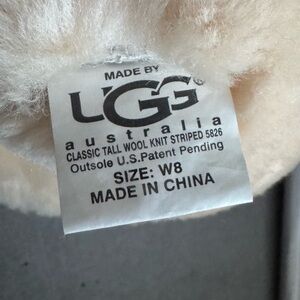 MADE BY
UGG®
australia
CLASSIC TALL WOOL KNIT STRIPED 5826
Outsole U.S.Patent Pending
SIZE: W8
MADE IN CHINA